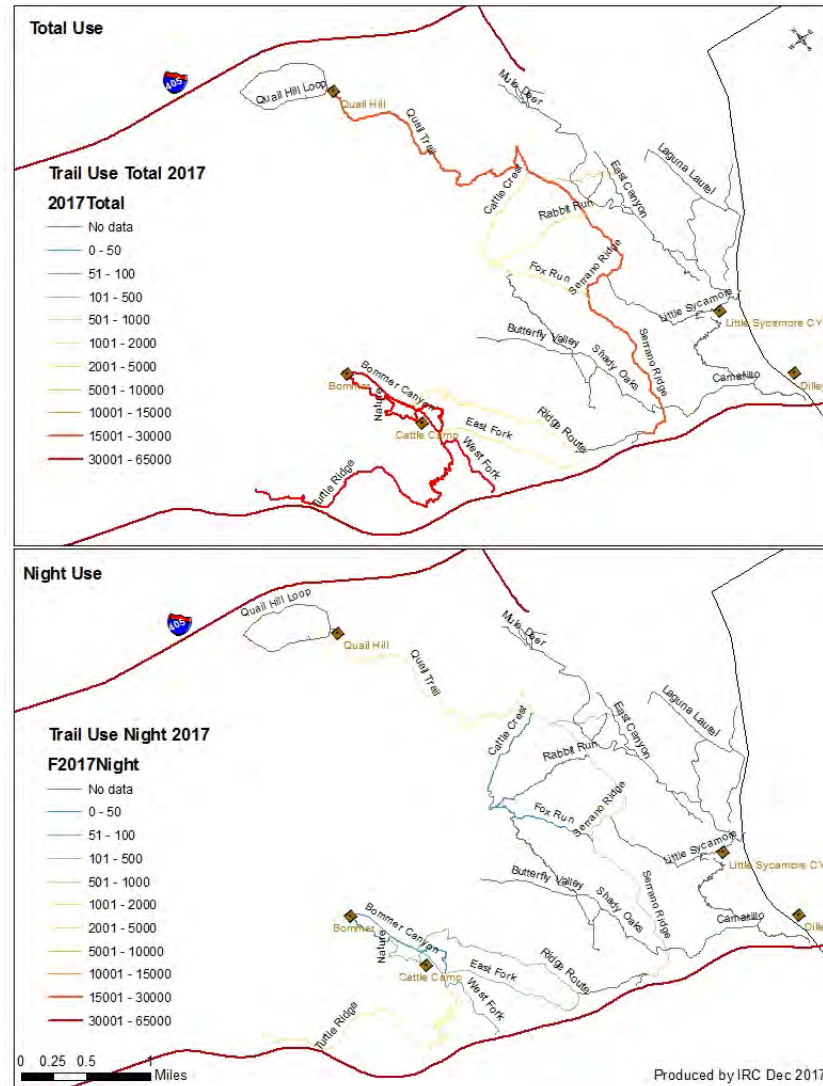 Total Use
405
Quail Hill Loop
Quail Hill
Quail Trail
Mule Deer
Laguna Laurel
East Canyon
Cattle Crest
Rabbit Run
Serrano Ridge
Fox Run
Little Sycamore
Little Sycamore CY
Butterfly Valley
Shady Oaks
Serrano Ridge
Camarillo
Dilley
Bommer Canyon
Bommer
Nature
Cattle Camp
East Fork
Ridge Route
West Fork
Turtle Ridge
Trail Use Total 2017
2017Total
No data
0 - 50
51 - 100
101 - 500
501 - 1000
1001 - 2000
2001 - 5000
5001 - 10000
10001 - 15000
15001 - 30000
30001 - 65000
Night Use
405
Quail Hill Loop
Quail Hill
Quail Trail
Mule Deer
Laguna Laurel
East Canyon
Cattle Crest
Rabbit Run
Serrano Ridge
Fox Run
Little Sycamore
Little Sycamore CY
Butterfly Valley
Shady Oaks
Serrano Ridge
Camarillo
Bommer Canyon
Bommer
Nature
Cattle Camp
East Fork
Ridge Route
West Fork
Turtle Ridge
Trail Use Night 2017
F2017Night
No data
0 - 50
51 - 100
101 - 500
501 - 1000
1001 - 2000
2001 - 5000
5001 - 10000
10001 - 15000
15001 - 30000
30001 - 65000
0 0.25 0.5 1
Miles
Produced by IRC Dec 2017